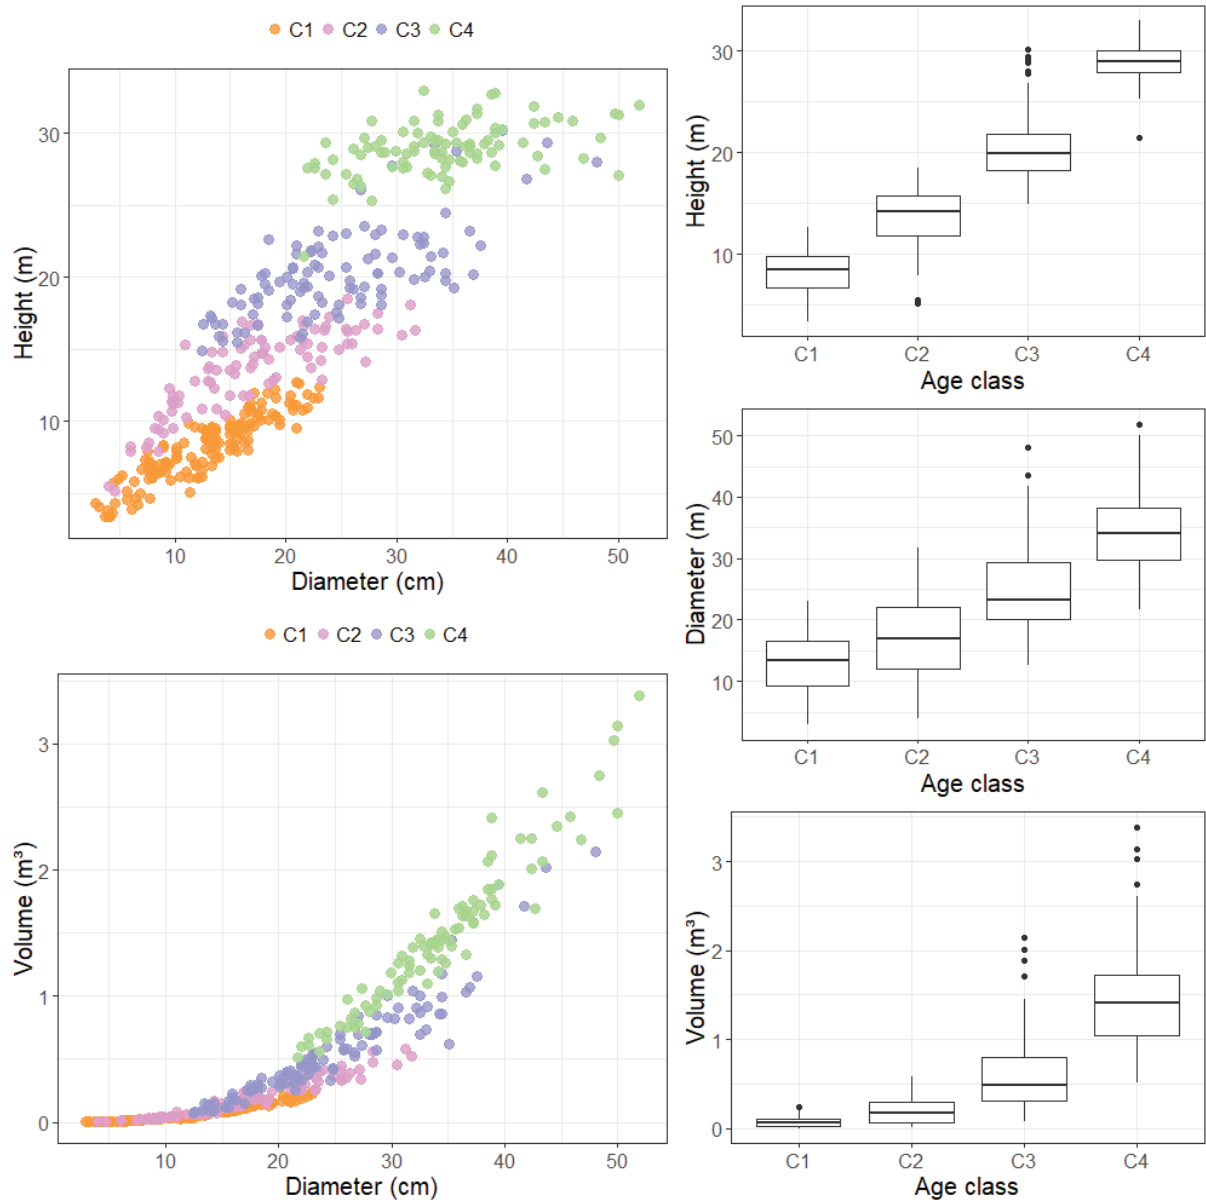 C1 C2 C3 C4
30
20
10
Height (m)
10 20 30 40 50
Diameter (cm)
C1 C2 C3 C4
3
2
1
0
Volume (m³)
10 20 30 40 50
Diameter (cm)
30
20
10
Height (m)
C1 C2 C3 C4
Age class
50
40
30
20
10
Diameter (m)
C1 C2 C3 C4
Age class
3
2
1
0
Volume (m³)
C1 C2 C3 C4
Age class